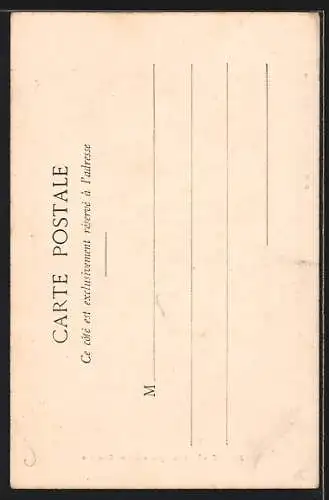 CARTE POSTALE
Ce côté est exclusivement réservé à l'adresse
M